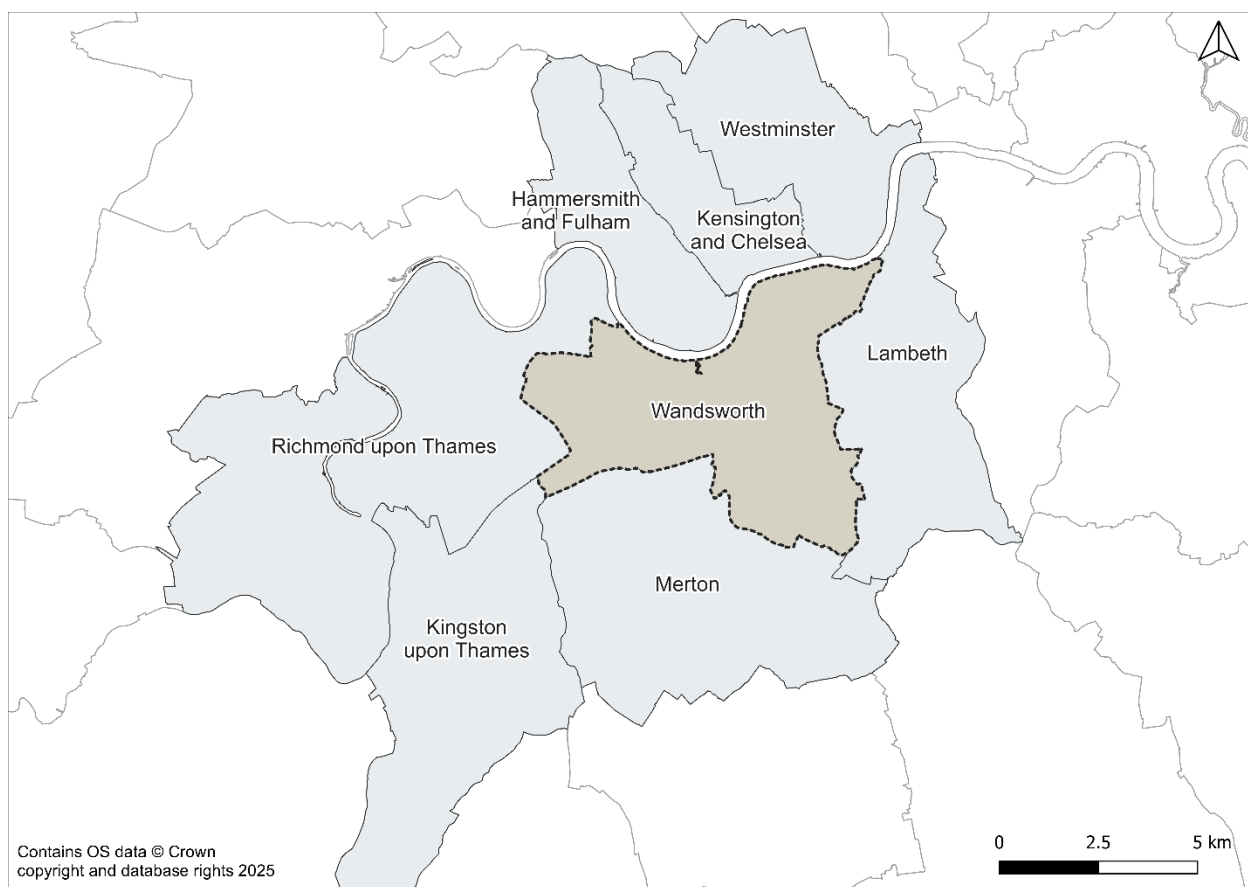 Westminster
Hammersmith
and Fulham
Kensington
and Chelsea
Lambeth
Wandsworth
Richmond upon Thames
Merton
Kingston
upon Thames
0 2.5 5 km
Contains OS data © Crown
copyright and database rights 2025